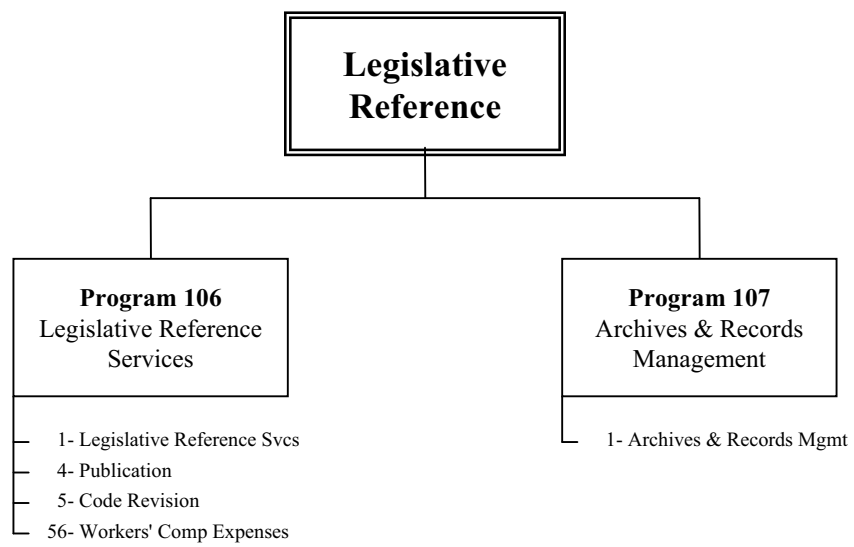 Legislative
Reference
Program 106
Legislative Reference
Services
1- Legislative Reference Svcs
4- Publication
5- Code Revision
56- Workers' Comp Expenses
Program 107
Archives & Records
Management
1- Archives & Records Mgmt